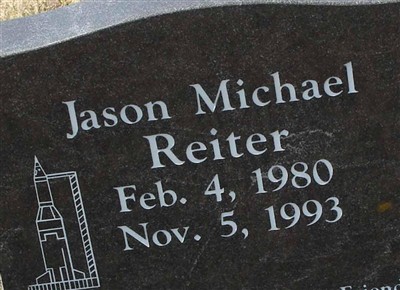 Jason Michael
Reiter
Feb. 4, 1980
Nov. 5, 1993